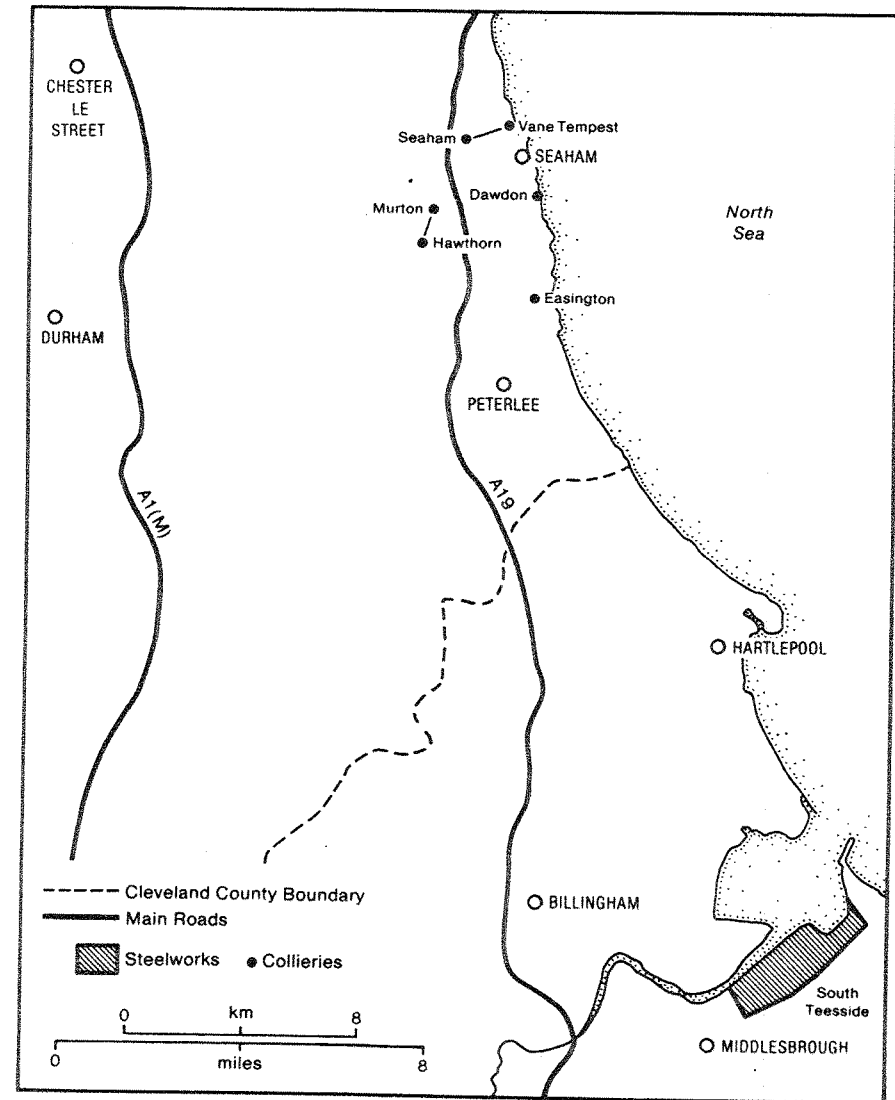 CHESTER
LE
STREET
Seaham
Vane Tempest
SEAHAM
Murton
Dawdon
Hawthorn
North
Sea
Easington
DURHAM
PETERLEE
A1(M)
A19
HARTLEPOOL
Cleveland County Boundary
Main Roads
BILLINGHAM
Steelworks
Collieries
South
Teesside
0 km 8
0 miles 8
MIDDLESBROUGH